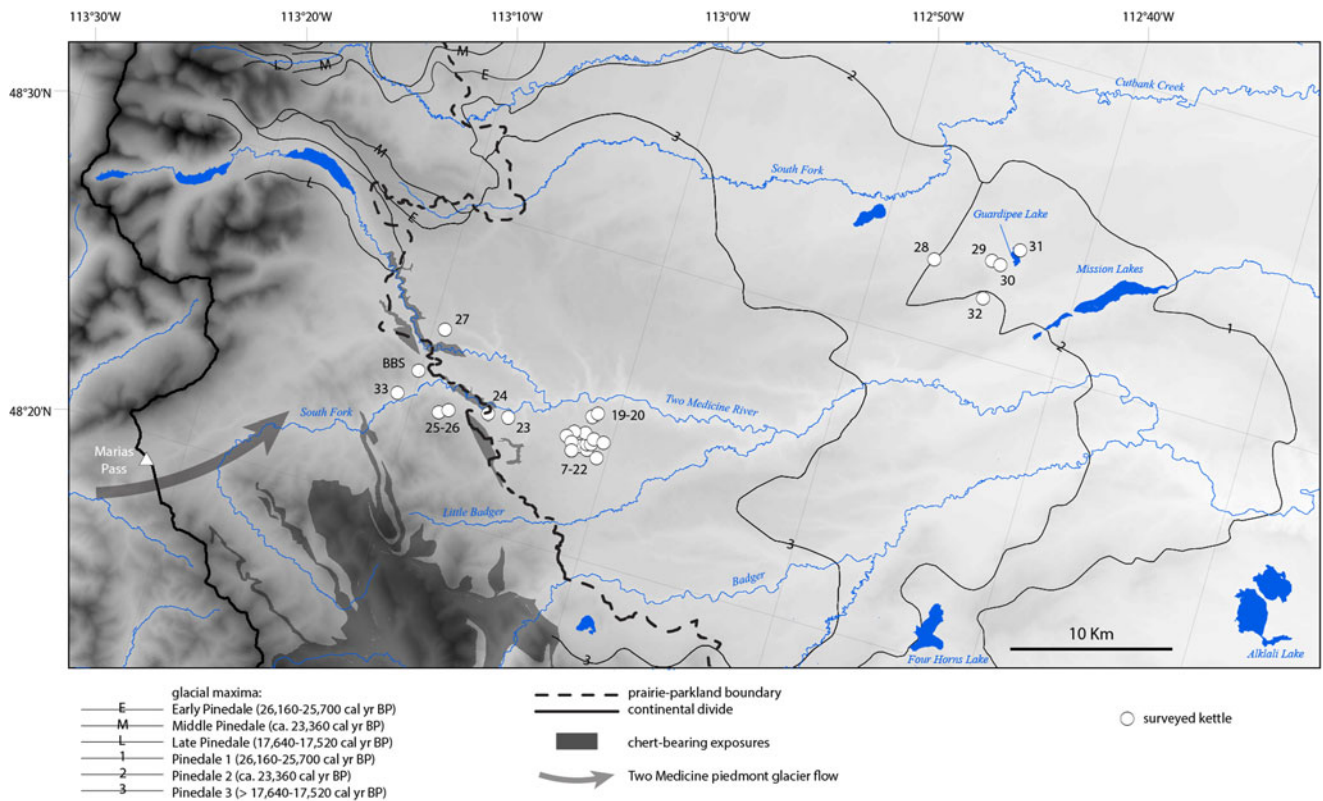 113°30'W 113°20'W 113°10'W 113°0'W 112°50'W 112°40'W
48°30'N
48°20'N
M
L M
E
2
Cutbank Creek
3
M
South Fork
L
E
Guardipee Lake
28
29
31
30
Mission Lakes
32
1
2
27
BBS
33
24
South Fork
25-26
23
Two Medicine River
19-20
Marias
Pass
7-22
Little Badger
3
Badger
3
10 Km
Four Horns Lake
Alklali Lake
glacial maxima:
E Early Pinedale (26,160-25,700 cal yr BP)
M Middle Pinedale (ca. 23,360 cal yr BP)
L Late Pinedale (17,640-17,520 cal yr BP)
1 Pinedale 1 (26,160-25,700 cal yr BP)
2 Pinedale 2 (ca. 23,360 cal yr BP)
3 Pinedale 3 (> 17,640-17,520 cal yr BP)
prairie-parkland boundary
continental divide
chert-bearing exposures
Two Medicine piedmont glacier flow
surveyed kettle